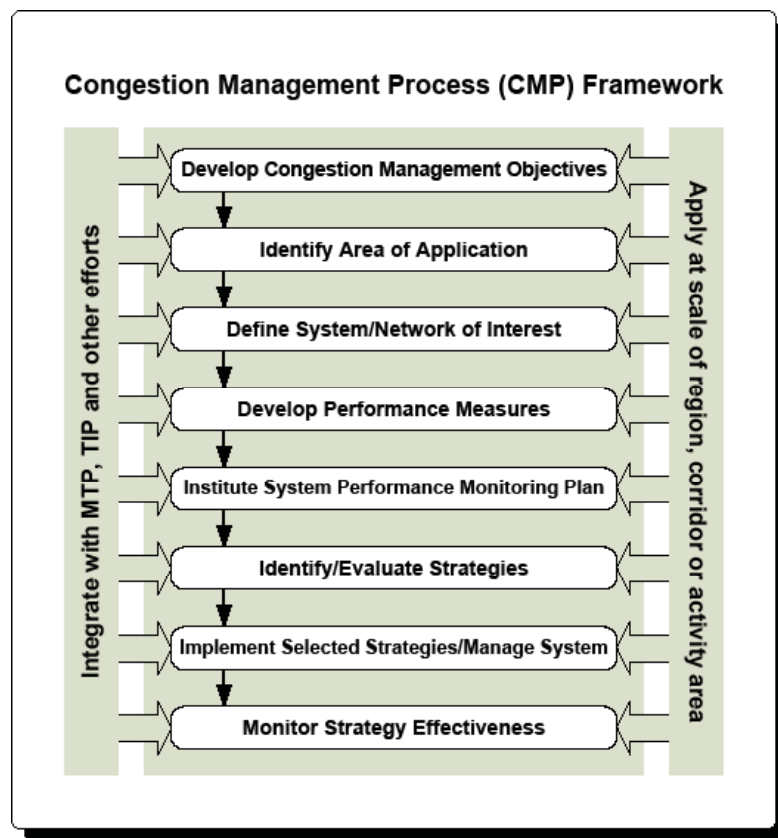 Congestion Management Process (CMP) Framework
Integrate with MTP, TIP and other efforts
Develop Congestion Management Objectives
Identify Area of Application
Define System/Network of Interest
Develop Performance Measures
Institute System Performance Monitoring Plan
Identify/Evaluate Strategies
Implement Selected Strategies/Manage System
Monitor Strategy Effectiveness
Apply at scale of region, corridor or activity area